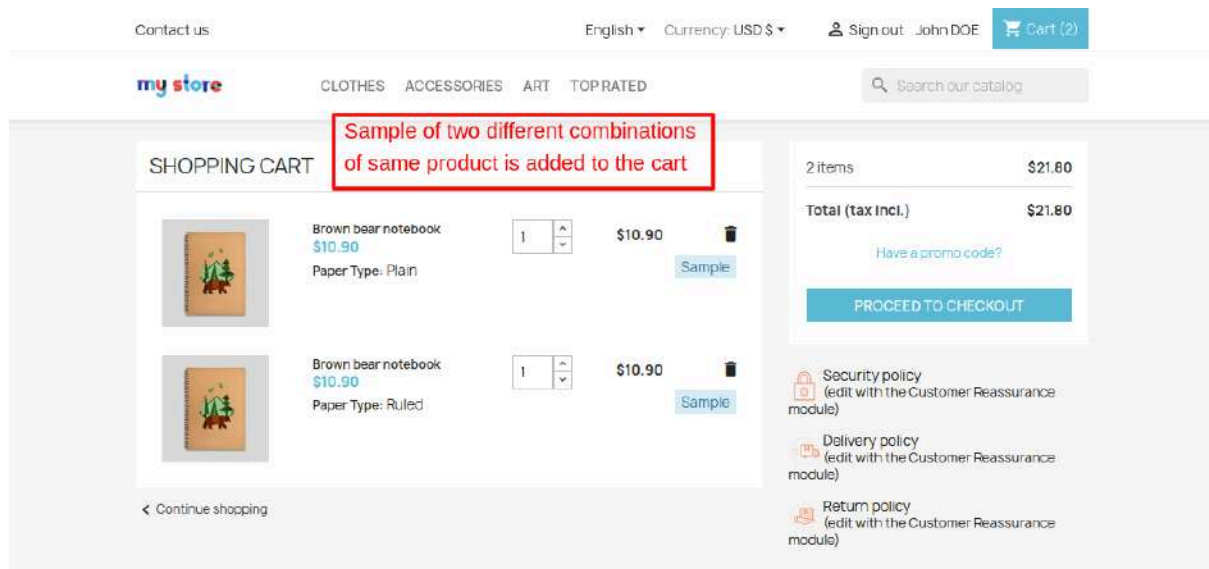 Contact us
English
Currency: USD $
Sign out
John DOE
Cart (2)
my store
CLOTHES
ACCESSORIES
ART
TOP RATED
Search our catalog
Sample of two different combinations
of same product is added to the cart
SHOPPING CART
Brown bear notebook
$10.90
Paper Type: Plain
1
$10.90
Sample
Brown bear notebook
$10.90
Paper Type: Ruled
1
$10.90
Sample
Continue shopping
2 items
$21.80
Total (tax incl.)
$21.80
Have a promo code?
PROCEED TO CHECKOUT
Security policy
(edit with the Customer Reassurance
module)
Delivery policy
(edit with the Customer Reassurance
module)
Return policy
(edit with the Customer Reassurance
module)